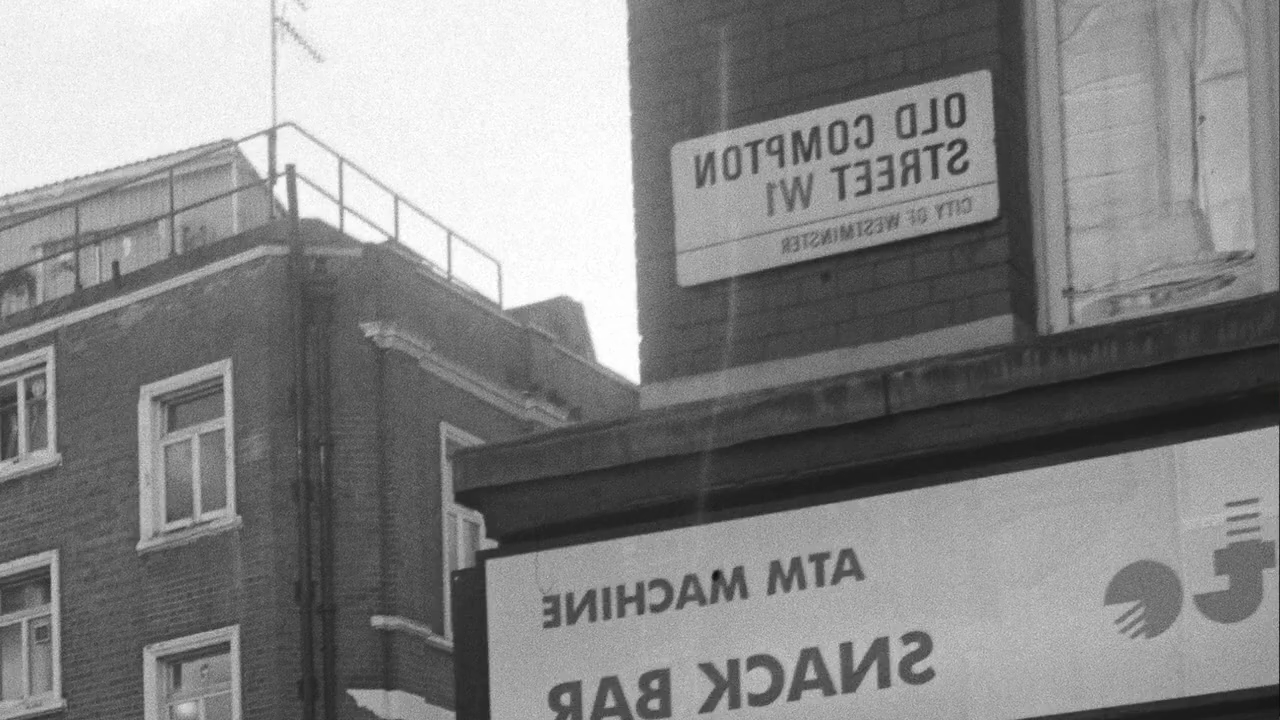 OLD COMPTON
STREET W1
CITY OF WESTMINSTER
ATM MACHINE
SNACK BAR